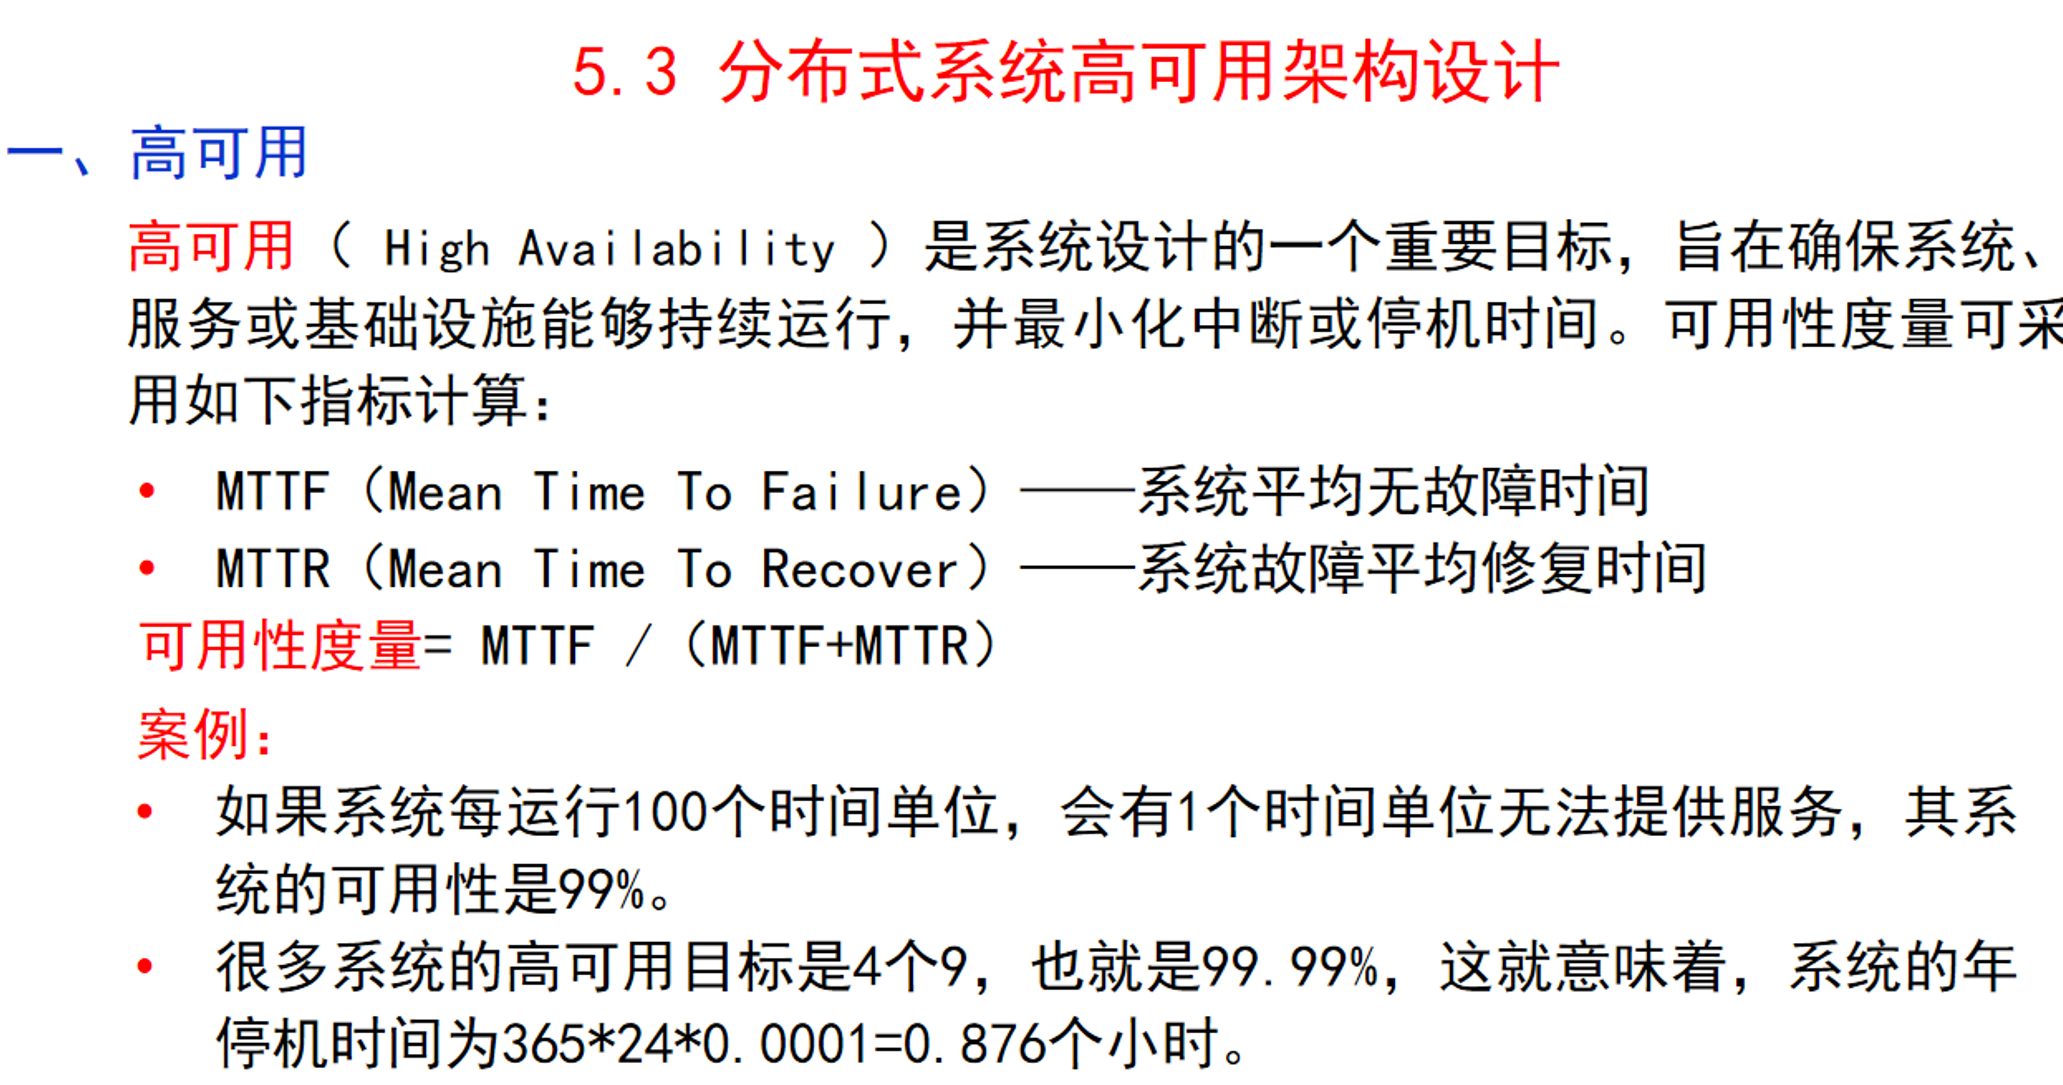 5.3 分布式系统高可用架构设计
一、高可用
高可用（ High Availability ）是系统设计的一个重要目标，旨在确保系统、
服务或基础设施能够持续运行，并最小化中断或停机时间。可用性度量可采
用如下指标计算：
• MTTF（Mean Time To Failure）——系统平均无故障时间
• MTTR（Mean Time To Recover）——系统故障平均修复时间
可用性度量= MTTF /（MTTF+MTTR）
案例：
• 如果系统每运行100个时间单位，会有1个时间单位无法提供服务，其系
统的可用性是99%。
• 很多系统的高可用目标是4个9，也就是99.99%，这就意味着，系统的年
停机时间为365*24*0.0001=0.876个小时。